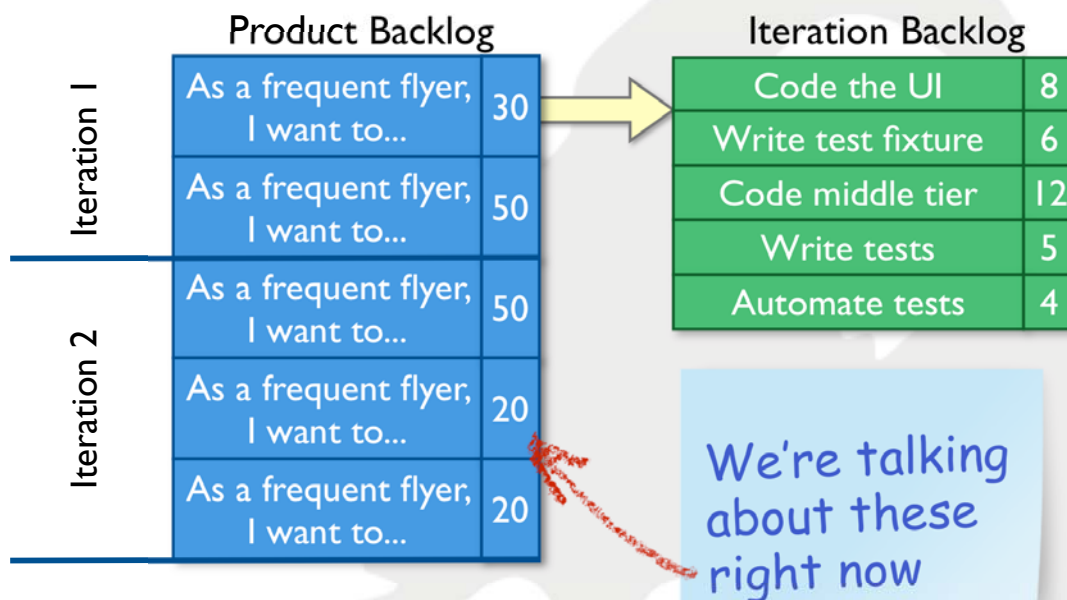 Product Backlog
Iteration 1
As a frequent flyer,
I want to...
30
As a frequent flyer,
I want to...
50
Iteration 2
As a frequent flyer,
I want to...
50
As a frequent flyer,
I want to...
20
As a frequent flyer,
I want to...
20
Iteration Backlog
Code the UI 8
Write test fixture 6
Code middle tier 12
Write tests 5
Automate tests 4
We're talking
about these
right now